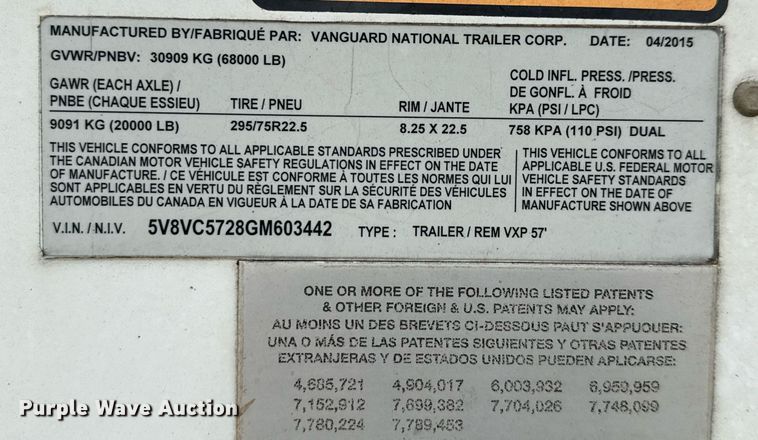 MANUFACTURED BY/FABRIQUÉ PAR: VANGUARD NATIONAL TRAILER CORP. DATE: 04/2015
GVWR/PNBV: 30909 KG (68000 LB)
GAWR (EACH AXLE) / PNBE (CHAQUE ESSIEU)
TIRE / PNEU
RIM / JANTE
COLD INFL. PRESS. /PRESS. DE GONFL. À FROID KPA (PSI / LPC)
9091 KG (20000 LB) 295/75R22.5 8.25 X 22.5 758 KPA (110 PSI) DUAL
THIS VEHICLE CONFORMS TO ALL APPLICABLE STANDARDS PRESCRIBED UNDER
THE CANADIAN MOTOR VEHICLE SAFETY REGULATIONS IN EFFECT ON THE DATE
OF MANUFACTURE. / CE VÉHICULE EST CONFORME À TOUTES LES NORMES QUI LUI
SONT APPLICABLES EN VERTU DU RÈGLEMENT SUR LA SÉCURITÉ DES VÉHICULES
AUTOMOBILES DU CANADA EN VIGUEUR À LA DATE DE SA FABRICATION
THIS VEHICLE CONFORMS TO ALL
APPLICABLE U.S. FEDERAL MOTOR
VEHICLE SAFETY STANDARDS
IN EFFECT ON THE DATE OF
MANUFACTURE SHOWN ABOVE
V.I.N. / N.I.V. 5V8VC5728GM603442 TYPE: TRAILER / REM VXP 57'
ONE OR MORE OF THE FOLLOWING LISTED PATENTS
& OTHER FOREIGN & U.S. PATENTS MAY APPLY:
AU MOINS UN DES BREVETS CI-DESSOUS PAUT S'APPUOUER:
UNA O MÁS DE LAS PATENTES SIGUIENTES Y OTRAS PATENTES
EXTRANJERAS Y DE ESTADOS UNIDOS PUEDEN APLICARSE:
4,685,721 4,904,017 6,003,932 6,959,959
7,152,912 7,699,382 7,704,026 7,748,099
7,780,224 7,789,453
Purple Wave Auction